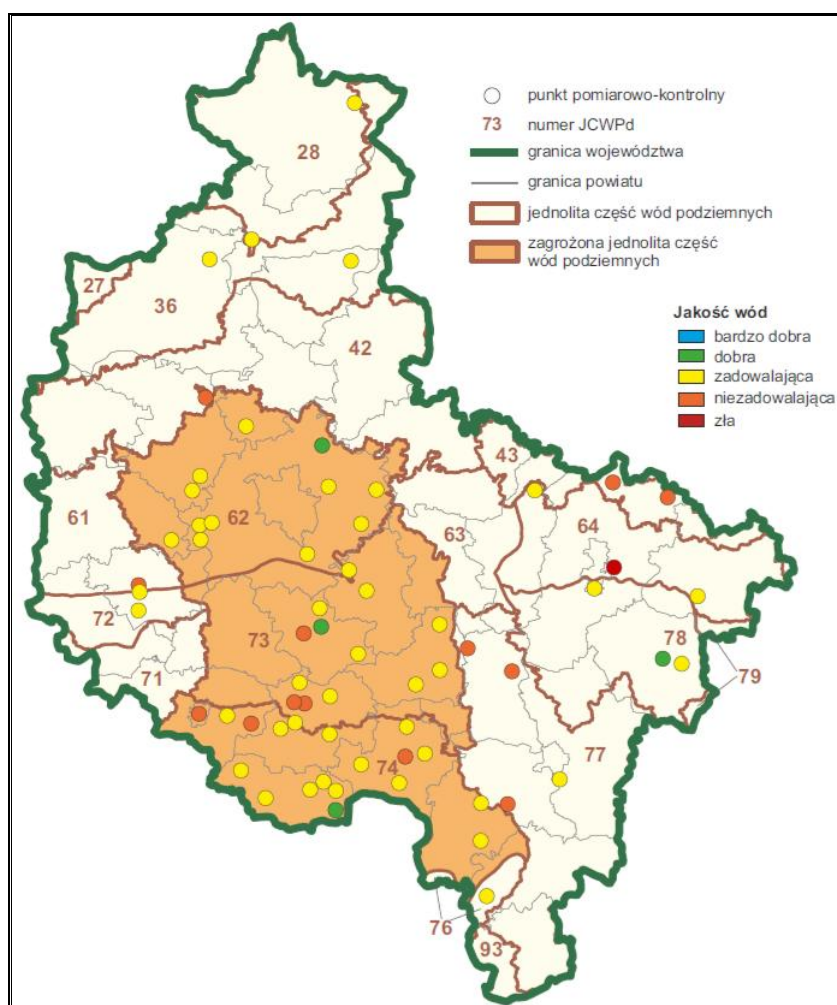 punkt pomiarowo-kontrolny
73 numer JCWPd
granica województwa
granica powiatu
jednolita część wód podziemnych
zagrożona jednolita część
wód podziemnych
Jakość wód
bardzo dobra
dobra
zadowalająca
niezadowalająca
zła
28
27
36
42
43
61
62
63
64
72
73
78
71
79
77
74
76
93